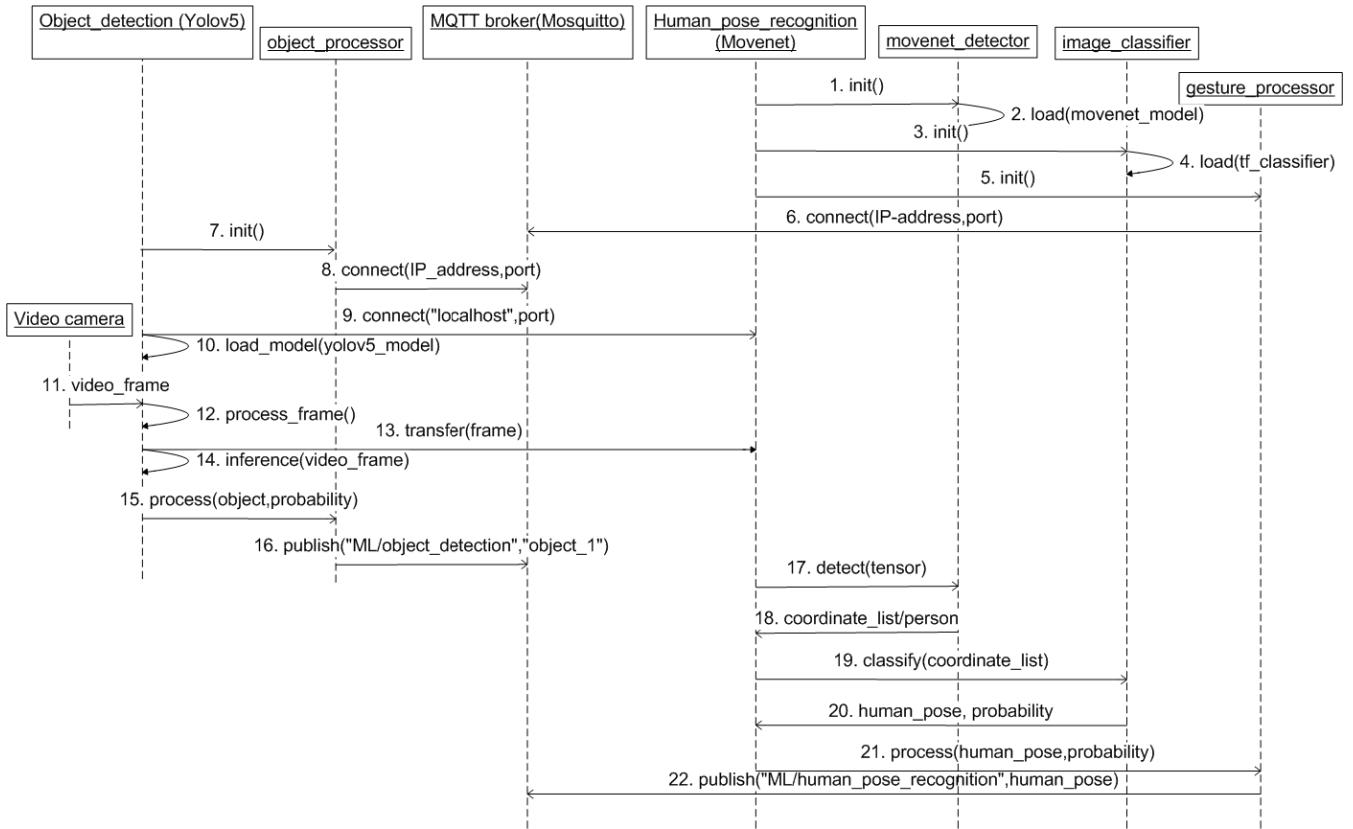 Object_detection (Yolov5)
object_processor
MQTT broker(Mosquitto)
Human_pose_recognition
(Movenet)
movenet_detector
image_classifier
gesture_processor
1. init()
2. load(movenet_model)
3. init()
4. load(tf_classifier)
5. init()
6. connect(IP-address,port)
7. init()
8. connect(IP_address,port)
Video camera
9. connect("localhost",port)
10. load_model(yolov5_model)
11. video_frame
12. process_frame()
13. transfer(frame)
14. inference(video_frame)
15. process(object,probability)
16. publish("ML/object_detection","object_1")
17. detect(tensor)
18. coordinate_list/person
19. classify(coordinate_list)
20. human_pose, probability
21. process(human_pose,probability)
22. publish("ML/human_pose_recognition",human_pose)